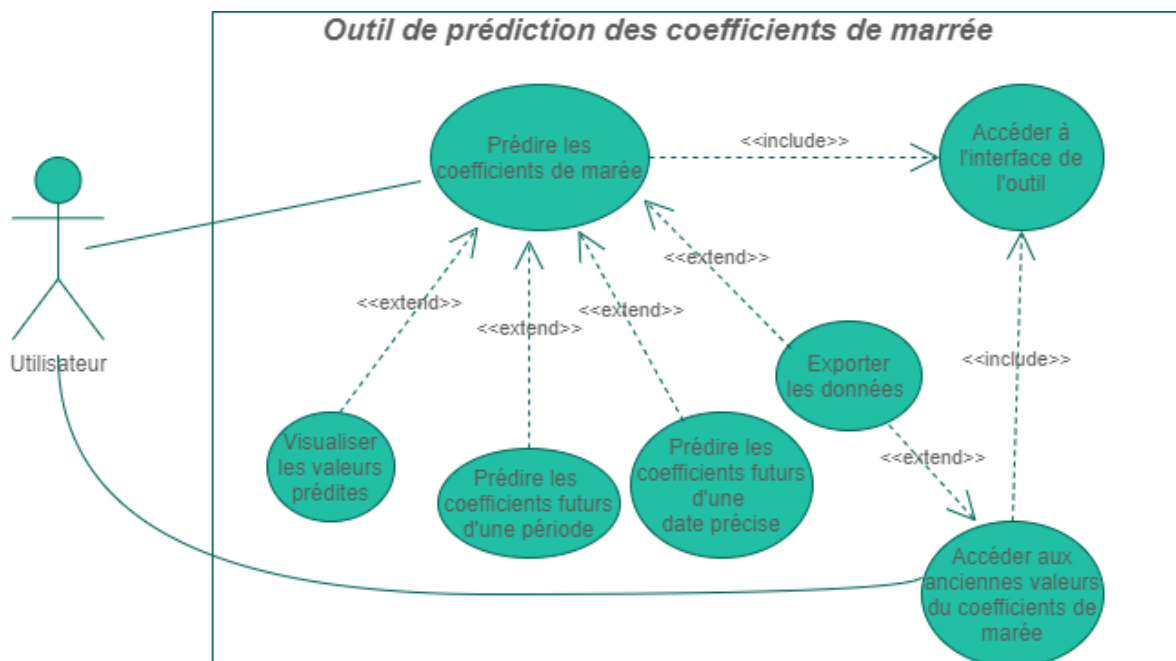 Outil de prédiction des coefficients de marrée
Prédire les
coefficients de marée
<<include>>
Accéder à
l'interface de
l'outil
<<extend>>
<<extend>>
<<extend>>
<<extend>>
Utilisateur
Exporter
les données
<<include>>
Visualiser
les valeurs
prédites
Prédire les
coefficients futurs
d'une période
Prédire les
coefficients futurs
d'une
date précise
<<extend>>
Accéder aux
anciennes valeurs
du coefficients de
marée